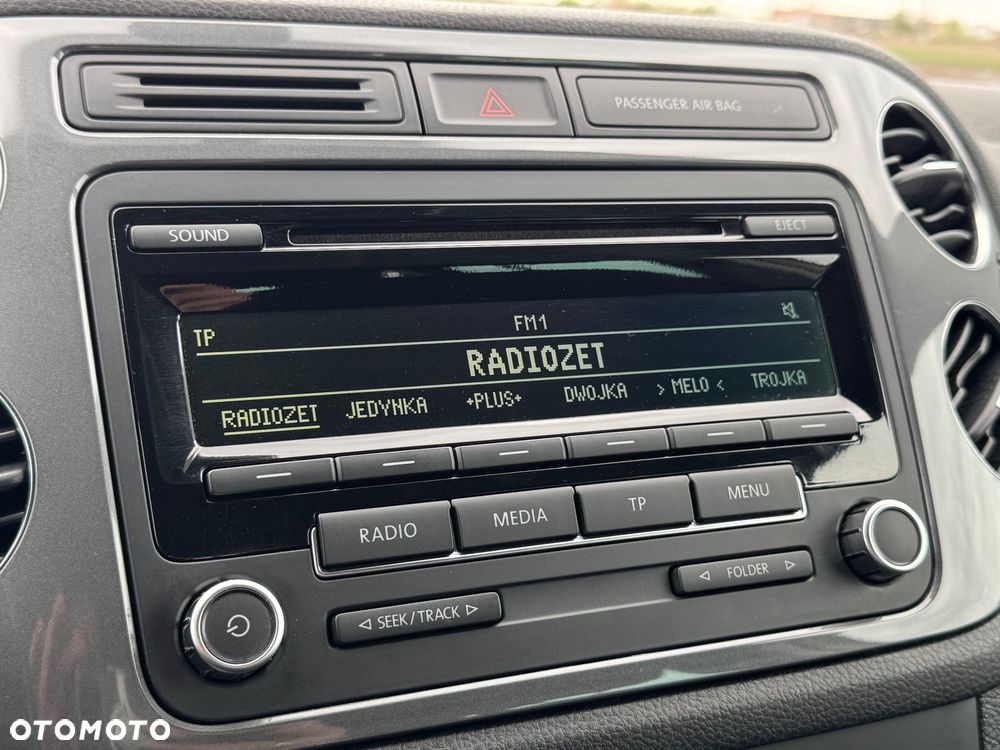 PASSENGER AIR BAG
SOUND
EJECT
TP FM1
RADIOZET
RADIOZET JEDYNKA +PLUS+ DWOJKA > MELO < TROJKA
RADIO MEDIA TP MENU
SEEK/TRACK FOLDER
OTOMOTO